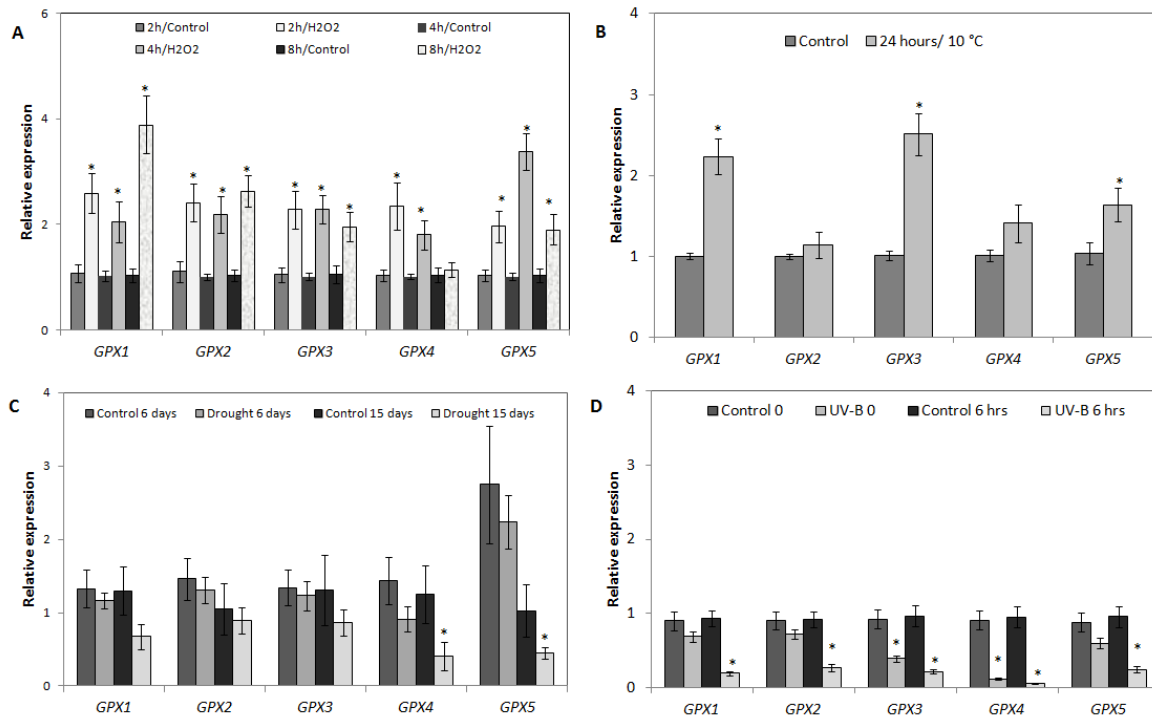 A
Relative expression
6
4
2
0
2h/Control
2h/H2O2
4h/Control
4h/H2O2
8h/Control
8h/H2O2
* * * * * * * * * * * * * *
GPX1 GPX2 GPX3 GPX4 GPX5
B
Relative expression
4
3
2
1
0
Control
24 hours/ 10 °C
* * *
GPX1 GPX2 GPX3 GPX4 GPX5
C
Relative expression
4
3
2
1
0
Control 6 days
Drought 6 days
Control 15 days
Drought 15 days
* *
GPX1 GPX2 GPX3 GPX4 GPX5
D
Relative expression
4
3
2
1
0
Control 0
UV-B 0
Control 6 hrs
UV-B 6 hrs
* * * * * * *
GPX1 GPX2 GPX3 GPX4 GPX5